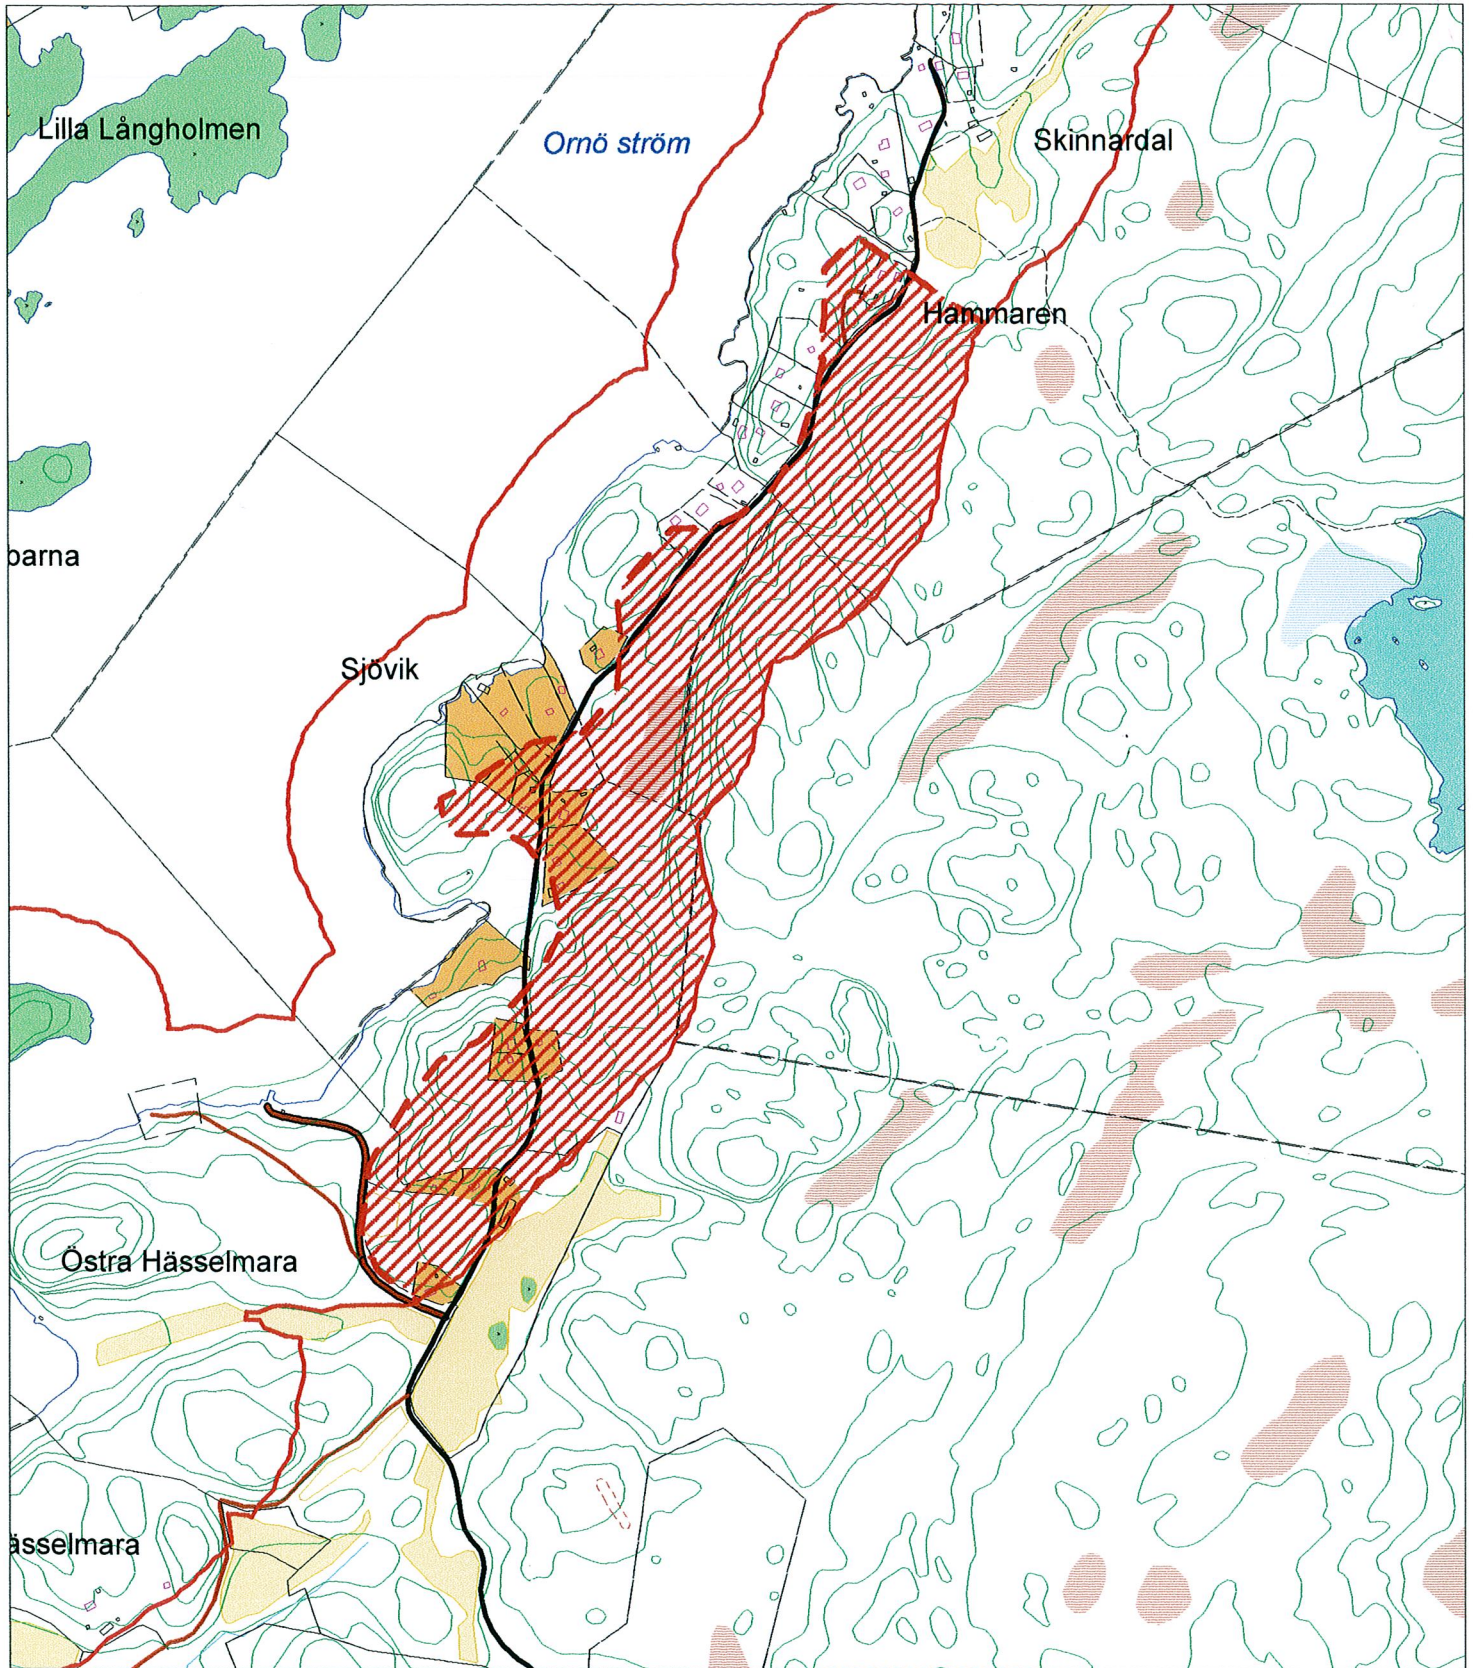 Lilla Långholmen
Ornö ström
Skinnardal
Hammaren
barna
Sjövik
Östra Hässelmara
ässelmara